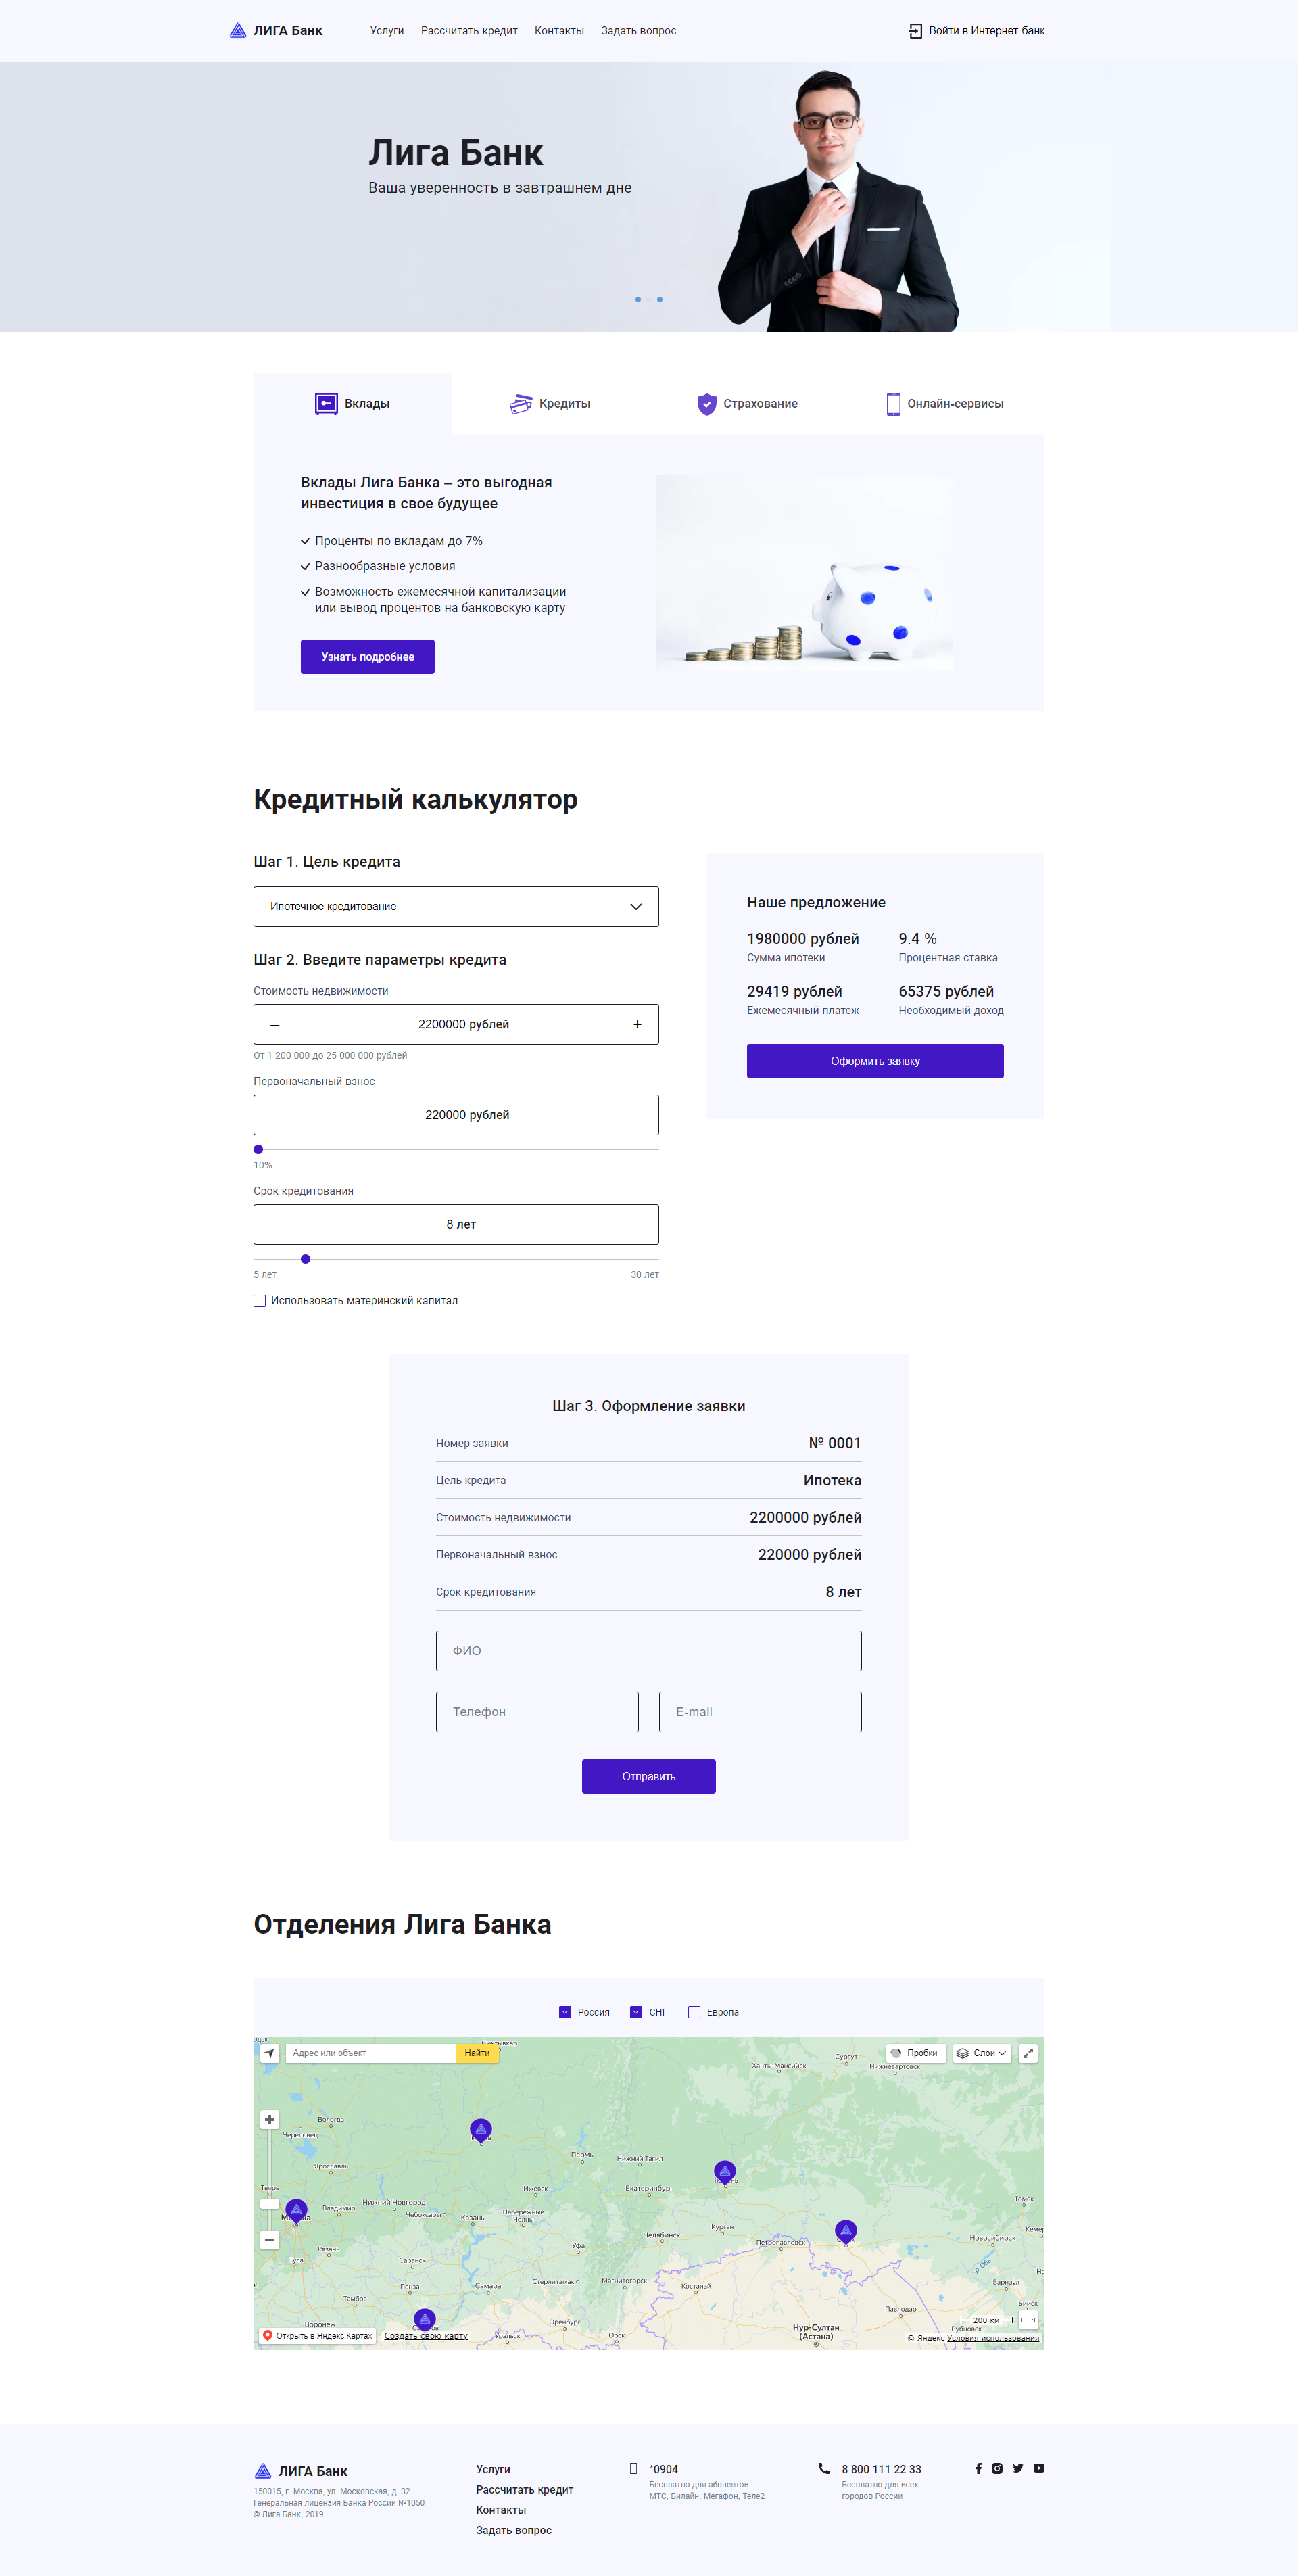 ЛИГА Банк
Услуги
Рассчитать кредит
Контакты
Задать вопрос
Войти в Интернет-банк
Лига Банк
Ваша уверенность в завтрашнем дне
Вклады
Кредиты
Страхование
Онлайн-сервисы
Вклады Лига Банка – это выгодная
инвестиция в свое будущее
Проценты по вкладам до 7%
Разнообразные условия
Возможность ежемесячной капитализации
или вывод процентов на банковскую карту
Узнать подробнее
Кредитный калькулятор
Шаг 1. Цель кредита
Ипотечное кредитование
Шаг 2. Введите параметры кредита
Стоимость недвижимости
– 2200000 рублей +
От 1 200 000 до 25 000 000 рублей
Первоначальный взнос
220000 рублей
10%
Срок кредитования
8 лет
5 лет
30 лет
Использовать материнский капитал
Наше предложение
1980000 рублей
Сумма ипотеки
9.4 %
Процентная ставка
29419 рублей
Ежемесячный платеж
65375 рублей
Необходимый доход
Оформить заявку
Шаг 3. Оформление заявки
Номер заявки
№ 0001
Цель кредита
Ипотека
Стоимость недвижимости
2200000 рублей
Первоначальный взнос
220000 рублей
Срок кредитования
8 лет
ФИО
Телефон
E-mail
Отправить
Отделения Лига Банка
Россия
СНГ
Европа
Адрес или объект
Найти
Пробки
Слои
Сургут
Ханты-Мансийск
Нижневартовск
Вологда
Череповец
Ярославль
Пермь
Нижний Тагил
Тверь
Ижевск
Екатеринбург
Томск
Владимир
Нижний Новгород
Чебоксары
Казань
Набережные
Челны
Курган
Челябинск
Петропавловск
Новосибирск
Рязань
Уфа
Тула
Саранск
Пенза
Самара
Стерлитамак
Магнитогорск
Костанай
Барнаул
Тамбов
Бийск
Павлодар
Воронеж
Оренбург
Нур-Султан
(Астана)
Рубцовск
Уральск
Орск
200 км
Открыть в Яндекс.Картах
Создать свою карту
© Яндекс Условия использования
ЛИГА Банк
150015, г. Москва, ул. Московская, д. 32
Генеральная лицензия Банка России №1050
© Лига Банк, 2019
Услуги
Рассчитать кредит
Контакты
Задать вопрос
*0904
Бесплатно для абонентов
МТС, Билайн, Мегафон, Теле2
8 800 111 22 33
Бесплатно для всех
городов России